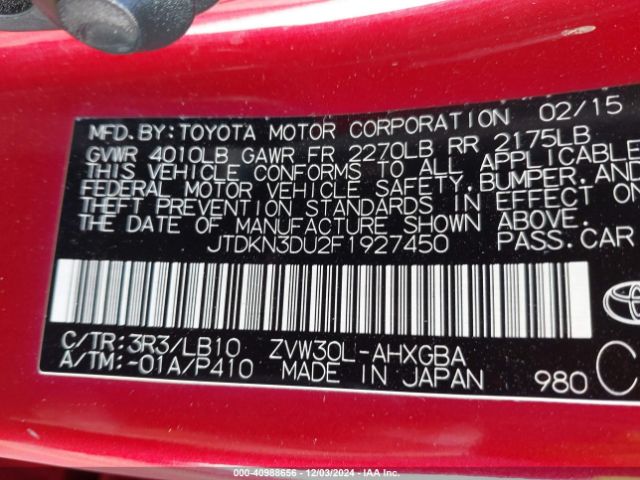 MFD. BY: TOYOTA MOTOR CORPORATION 02/15
GVWR 4010LB GAWR FR 2270LB RR 2175LB
THIS VEHICLE CONFORMS TO ALL APPLICABLE
FEDERAL MOTOR VEHICLE SAFETY, BUMPER, AND
THEFT PREVENTION STANDARDS IN EFFECT ON
THE DATE OF MANUFACTURE SHOWN ABOVE.
JTDKN3DU2F1927450 PASS. CAR
C/TR: 3R3/LB10 ZVW30L-AHXGBA
A/TM: -01A/P410 MADE IN JAPAN 980
000-40988656 - 12/03/2024 - IAA Inc.